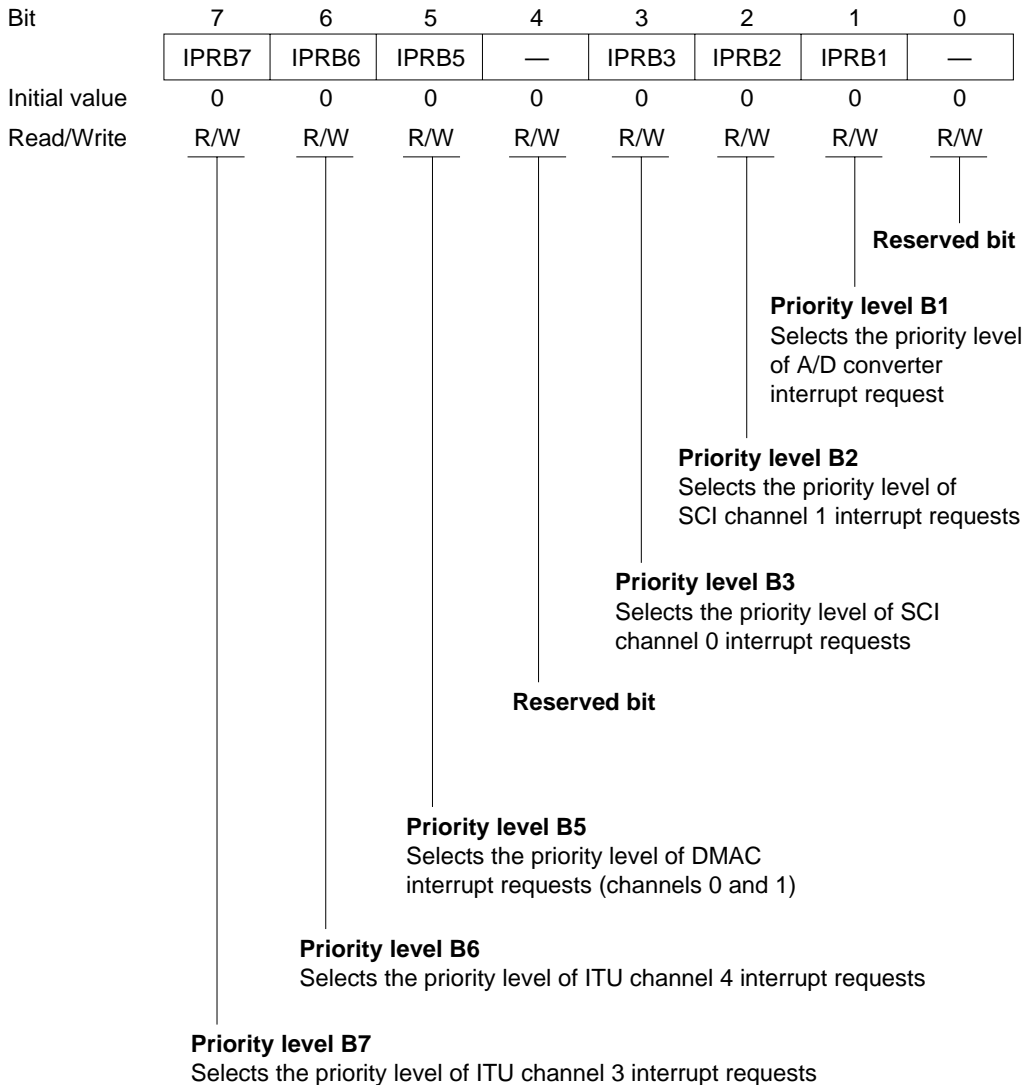 Bit 7 6 5 4 3 2 1 0
IPRB7 IPRB6 IPRB5 — IPRB3 IPRB2 IPRB1 —
Initial value 0 0 0 0 0 0 0 0
Read/Write R/W R/W R/W R/W R/W R/W R/W R/W
Reserved bit
Priority level B1
Selects the priority level
of A/D converter
interrupt request
Priority level B2
Selects the priority level of
SCI channel 1 interrupt requests
Priority level B3
Selects the priority level of SCI
channel 0 interrupt requests
Reserved bit
Priority level B5
Selects the priority level of DMAC
interrupt requests (channels 0 and 1)
Priority level B6
Selects the priority level of ITU channel 4 interrupt requests
Priority level B7
Selects the priority level of ITU channel 3 interrupt requests